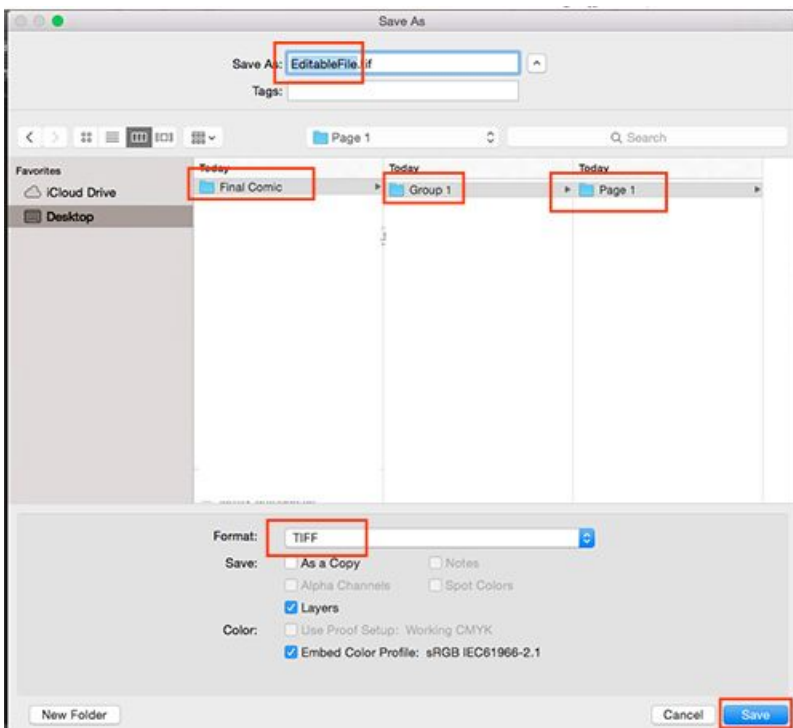 Save As
Save As: EditableFile.tif
Tags:
Page 1
Search
Favorites
iCloud Drive
Desktop
Today
Final Comic
Today
Group 1
Today
Page 1
Format: TIFF
Save: As a Copy Notes
Alpha Channels Spot Colors
Layers
Color: Use Proof Setup: Working CMYK
Embed Color Profile: sRGB IEC61966-2.1
New Folder Cancel Save